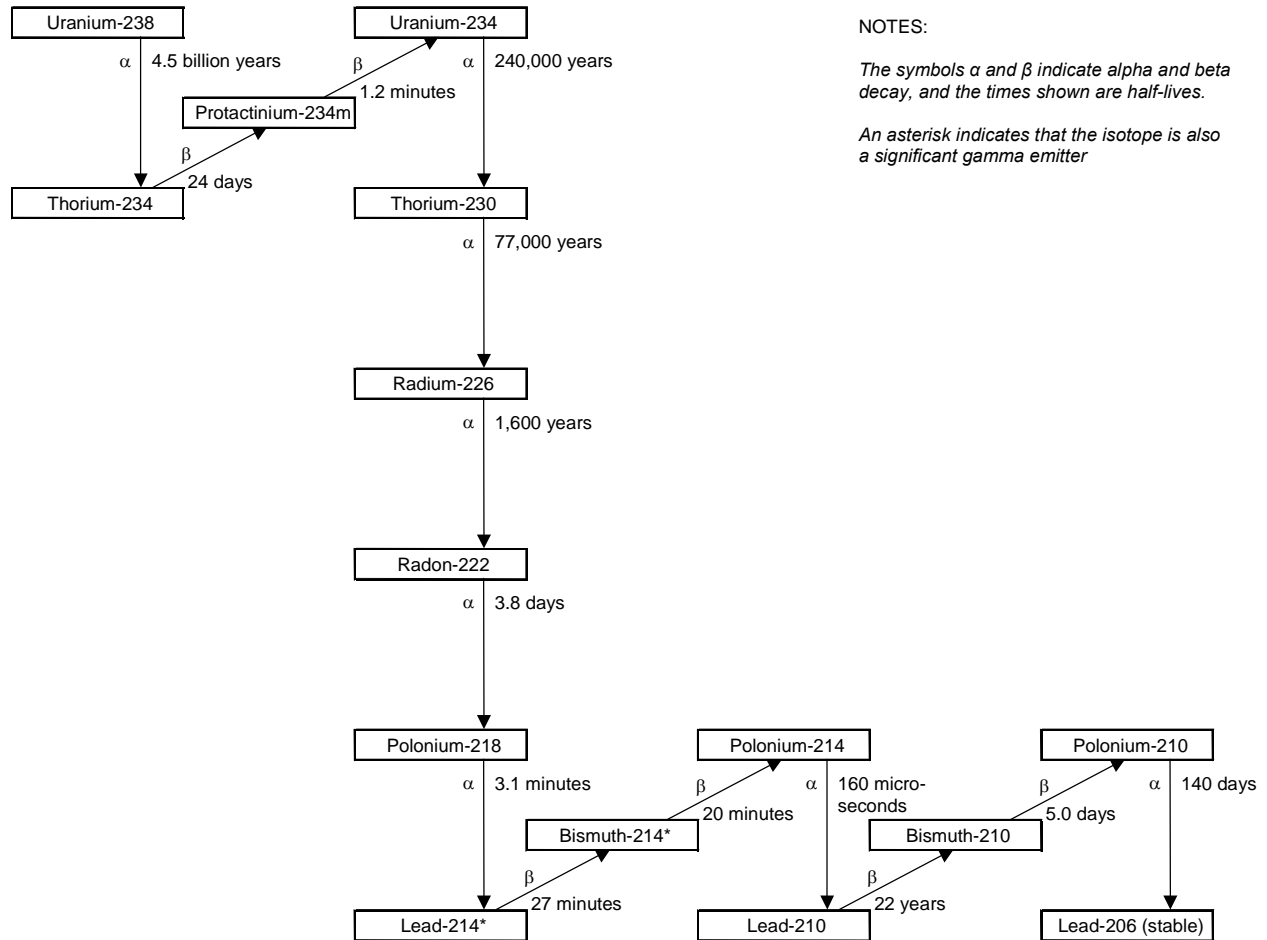 Uranium-238
Uranium-234
NOTES:
α 4.5 billion years
β
α 240,000 years
The symbols α and β indicate alpha and beta
decay, and the times shown are half-lives.
1.2 minutes
Protactinium-234m
An asterisk indicates that the isotope is also
a significant gamma emitter
β
24 days
Thorium-234
Thorium-230
α 77,000 years
Radium-226
α 1,600 years
Radon-222
α 3.8 days
Polonium-218
Polonium-214
Polonium-210
α 3.1 minutes
β
α 160 micro-
seconds
β
α 140 days
20 minutes
5.0 days
Bismuth-214*
Bismuth-210
β
27 minutes
β
22 years
Lead-214*
Lead-210
Lead-206 (stable)